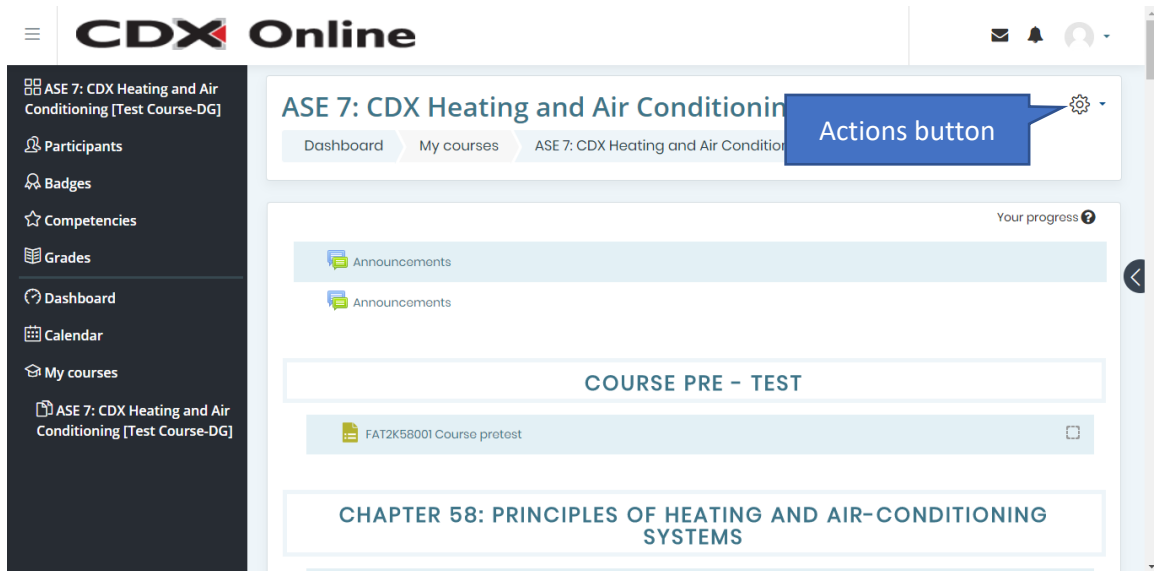 CDX Online
ASE 7: CDX Heating and Air
Conditioning [Test Course-DG]
Participants
Badges
Competencies
Grades
Dashboard
Calendar
My courses
ASE 7: CDX Heating and Air
Conditioning [Test Course-DG]
ASE 7: CDX Heating and Air Conditionin
Actions button
Dashboard
My courses
ASE 7: CDX Heating and Air Condition
Your progress
Announcements
Announcements
COURSE PRE - TEST
FAT2K58001 Course pretest
CHAPTER 58: PRINCIPLES OF HEATING AND AIR-CONDITIONING
SYSTEMS